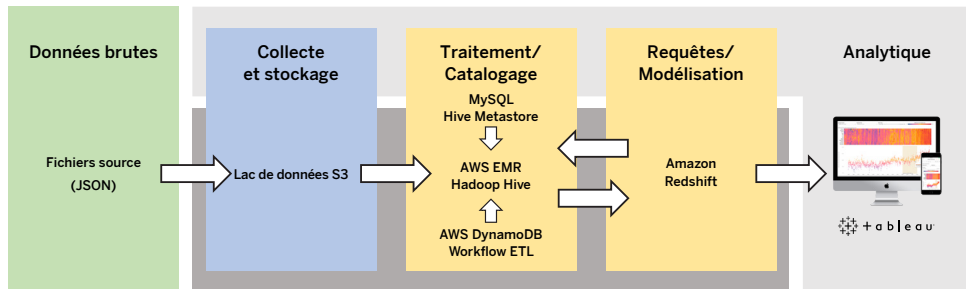 Données brutes
Fichiers source
(JSON)
Collecte
et stockage
Lac de données S3
Traitement/
Catalogage
MySQL
Hive Metastore
AWS EMR
Hadoop Hive
AWS DynamoDB
Workflow ETL
Requêtes/
Modélisation
Amazon
Redshift
Analytique
+ a b l e a u